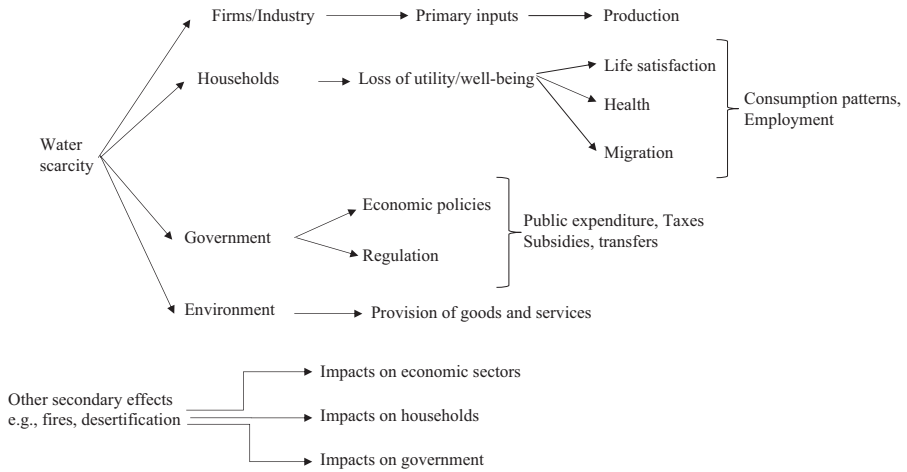 Firms/Industry
Primary inputs
Production
Households
Loss of utility/well-being
Life satisfaction
Health
Migration
Consumption patterns,
Employment
Water
scarcity
Government
Economic policies
Regulation
Public expenditure, Taxes
Subsidies, transfers
Environment
Provision of goods and services
Other secondary effects
e.g., fires, desertification
Impacts on economic sectors
Impacts on households
Impacts on government